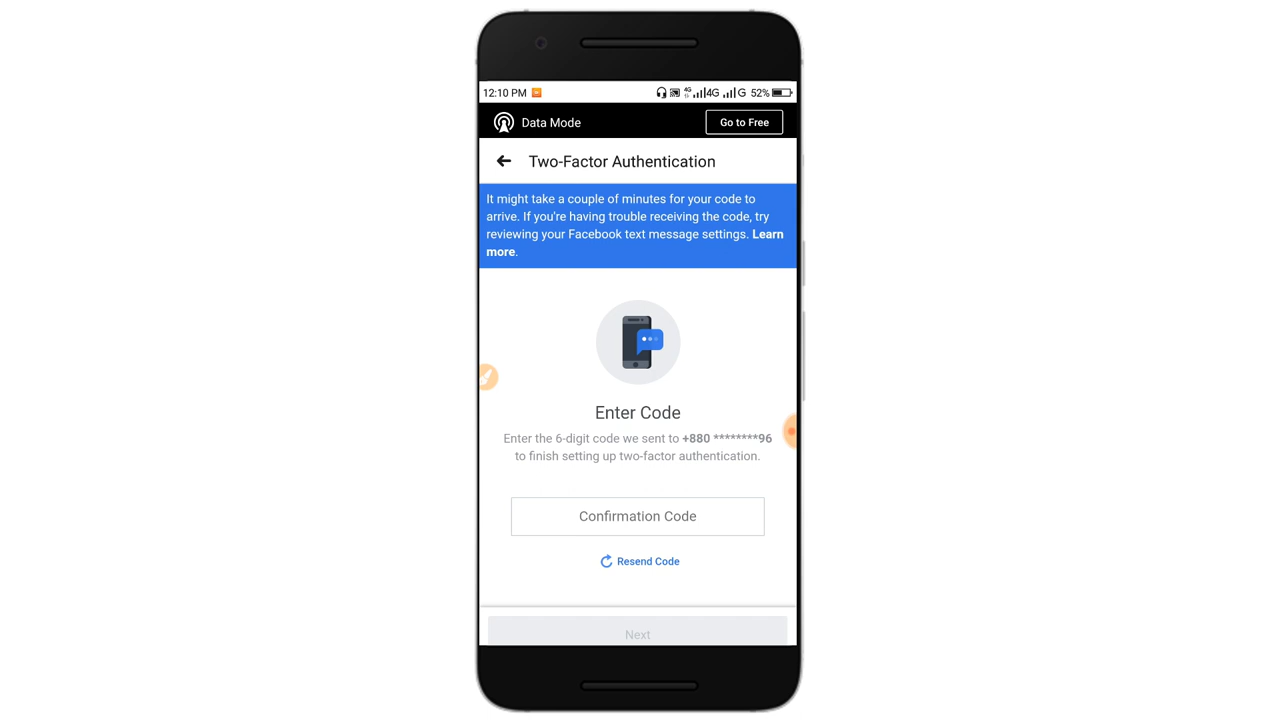 12:10 PM 4G 4G G 52%
Data Mode Go to Free
Two-Factor Authentication
It might take a couple of minutes for your code to
arrive. If you're having trouble receiving the code, try
reviewing your Facebook text message settings. Learn
more.
Enter Code
Enter the 6-digit code we sent to +880 ********96
to finish setting up two-factor authentication.
Confirmation Code
Resend Code
Next